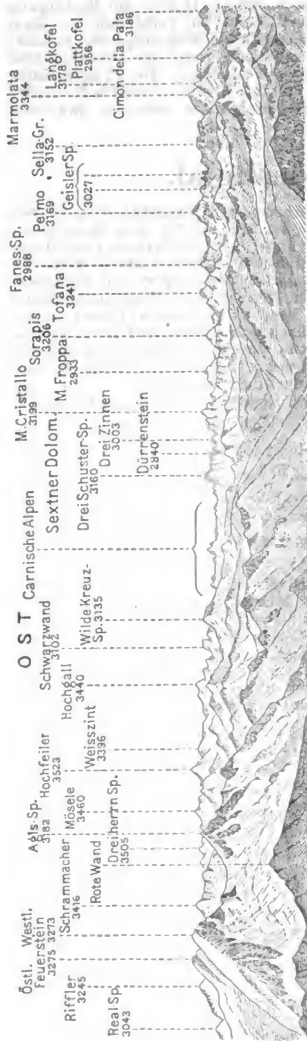 Östl. Westl.
Feuerstein
3275 3273
Riffler
3245
Real Sp.
3043
Agls-Sp.
3182
Schrammacher
3416
Rote Wand
Hochfeiler
3523
Mösele
3460
Dreiherrn Sp.
3505
Weisszint
3396
OST
Schwarzwand
3102
Hochgall
3440
Wilde Kreuz-
Sp. 3135
Carnische Alpen
Sextner Dolom.
Drei Schuster-Sp.
3160
Drei Zinnen
3003
Dürrenstein
2840
M. Cristallo
3199
Sorapis
3206
M. Froppa
2933
Tofana
3241
Fanes-Sp.
2988
Pelmo
3169
Sella-Gr.
3152
Geisler Sp.
3027
Marmolata
3344
Langkofel
3178
Plattkofel
2956
Cimon della Pala
3186